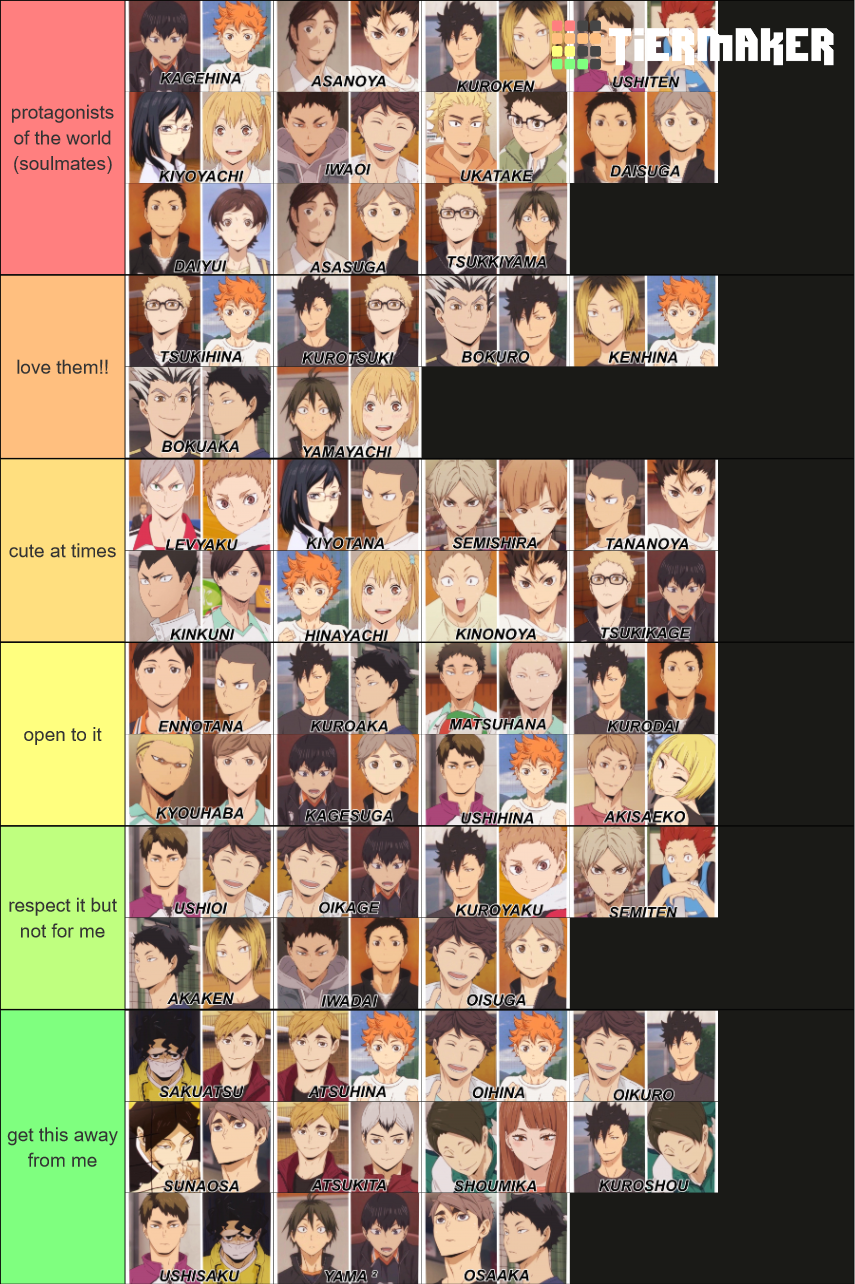 TiERMAKER
protagonists
of the world
(soulmates)
KAGEHINA
ASANOYA
KUROKEN
USHITEN
KIYOYACHI
IWAOI
UKATAKE
DAISUGA
DAIYUI
ASASUGA
TSUKKIYAMA
love them!!
TSUKIHINA
KUROTSUKI
BOKURO
KENHINA
BOKUAKA
YAMAYACHI
cute at times
LEVYAKU
KIYOTANA
SEMISHIRA
TANANOYA
KINKUNI
HINAYACHI
KINONOYA
TSUKIKAGE
open to it
ENNOTANA
KUROAKA
MATSUHANA
KURODAI
KYOUHABA
KAGESUGA
USHIHINA
AKISAEKO
respect it but
not for me
USHIOI
OIKAGE
KUROYAKU
SEMITEN
AKAKEN
IWADAI
OISUGA
get this away
from me
SAKUATSU
ATSUHINA
OIHINA
OIKURO
SUNAOSA
ATSUKITA
SHOUMIKA
KUROSHOU
USHISAKU
YAMA ²
OSAAKA